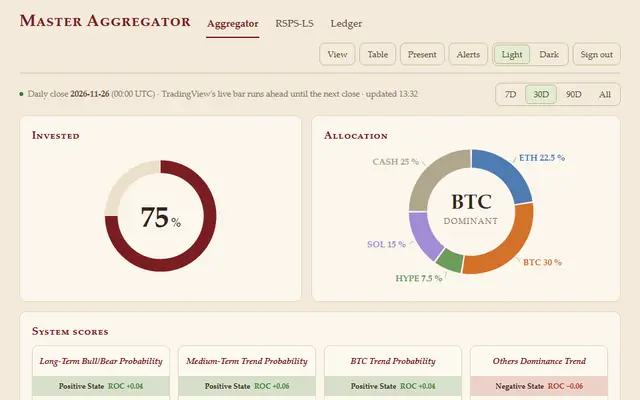 Master Aggregator Aggregator RSPS-LS Ledger
View Table Present Alerts Light Dark Sign out
Daily close 2026-11-26 (00:00 UTC) · TradingView's live bar runs ahead until the next close · updated 13:32
7D 30D 90D All
Invested
75%
Allocation
CASH 25 %
ETH 22.5 %
BTC
DOMINANT
SOL 15 %
BTC 30 %
HYPE 7.5 %
System scores
Long-Term Bull/Bear Probability
Positive State ROC +0.04
Medium-Term Trend Probability
Positive State ROC +0.06
BTC Trend Probability
Positive State ROC +0.04
Others Dominance Trend
Negative State ROC −0.06